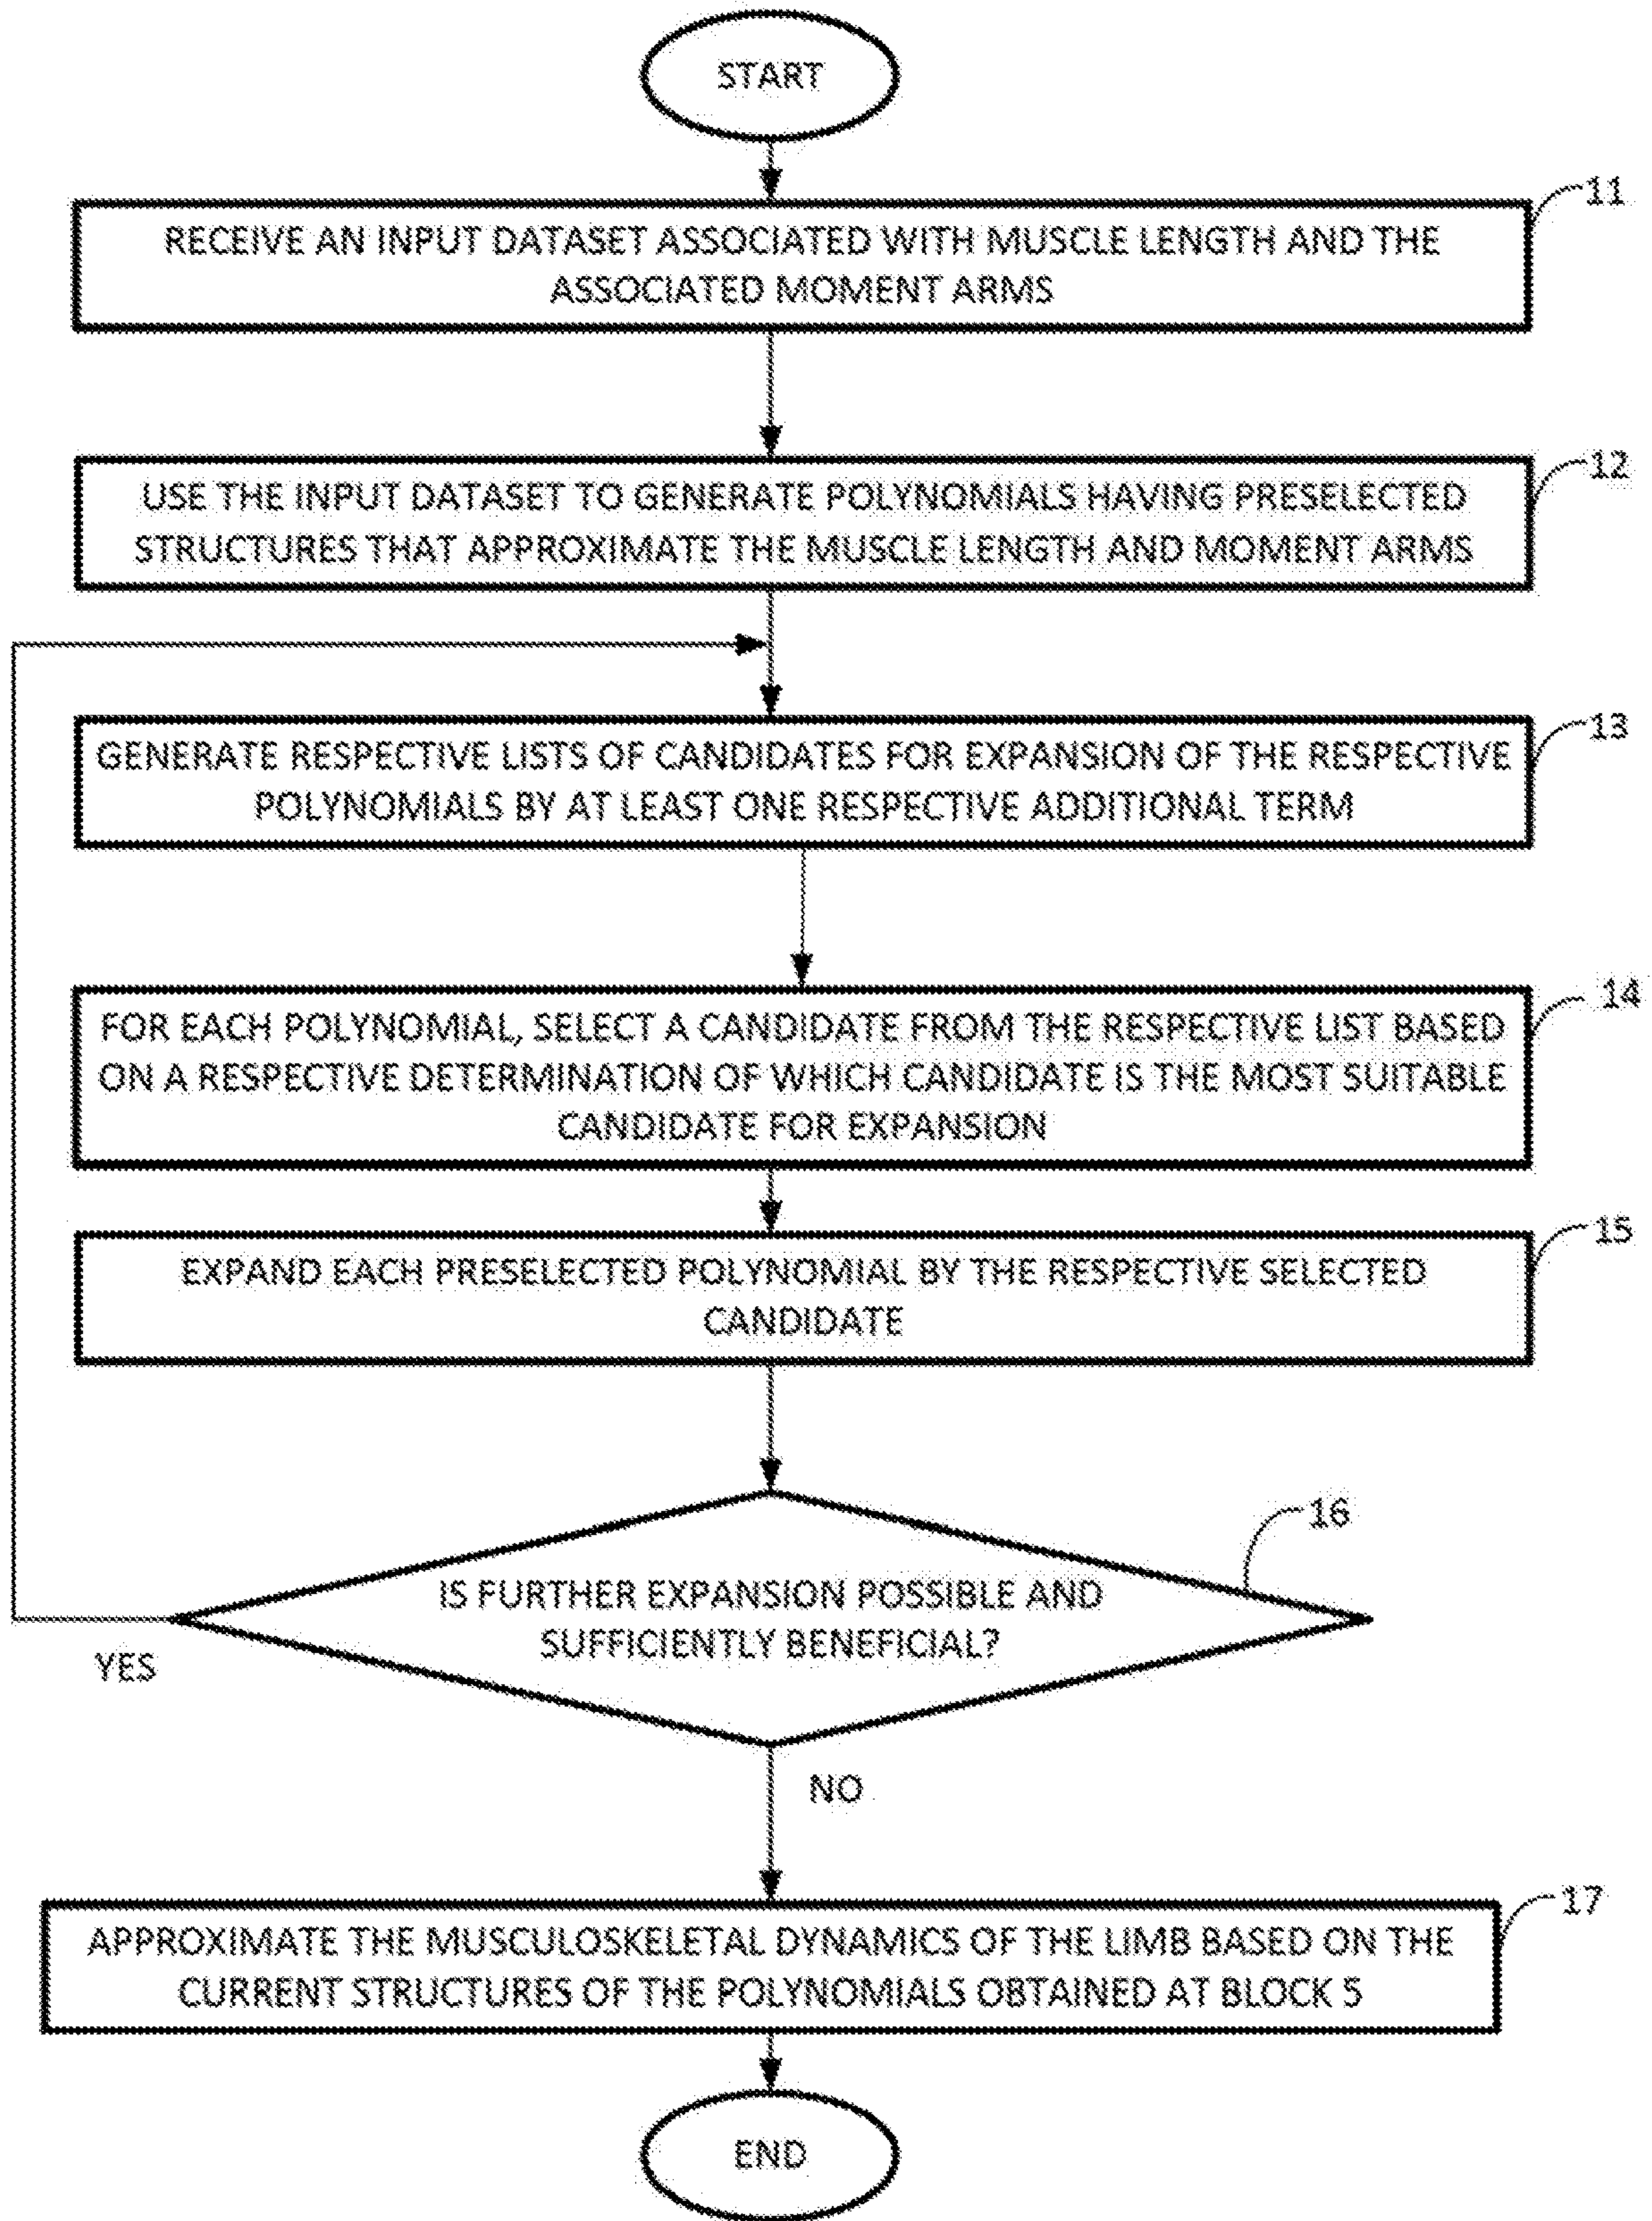 START
11
RECEIVE AN INPUT DATASET ASSOCIATED WITH MUSCLE LENGTH AND THE
ASSOCIATED MOMENT ARMS
12
USE THE INPUT DATASET TO GENERATE POLYNOMIALS HAVING PRESELECTED
STRUCTURES THAT APPROXIMATE THE MUSCLE LENGTH AND MOMENT ARMS
13
GENERATE RESPECTIVE LISTS OF CANDIDATES FOR EXPANSION OF THE RESPECTIVE
POLYNOMIALS BY AT LEAST ONE RESPECTIVE ADDITIONAL TERM
14
FOR EACH POLYNOMIAL, SELECT A CANDIDATE FROM THE RESPECTIVE LIST BASED
ON A RESPECTIVE DETERMINATION OF WHICH CANDIDATE IS THE MOST SUITABLE
CANDIDATE FOR EXPANSION
15
EXPAND EACH PRESELECTED POLYNOMIAL BY THE RESPECTIVE SELECTED
CANDIDATE
16
IS FURTHER EXPANSION POSSIBLE AND
SUFFICIENTLY BENEFICIAL?
YES
NO
17
APPROXIMATE THE MUSCULOSKELETAL DYNAMICS OF THE LIMB BASED ON THE
CURRENT STRUCTURES OF THE POLYNOMIALS OBTAINED AT BLOCK 5
END